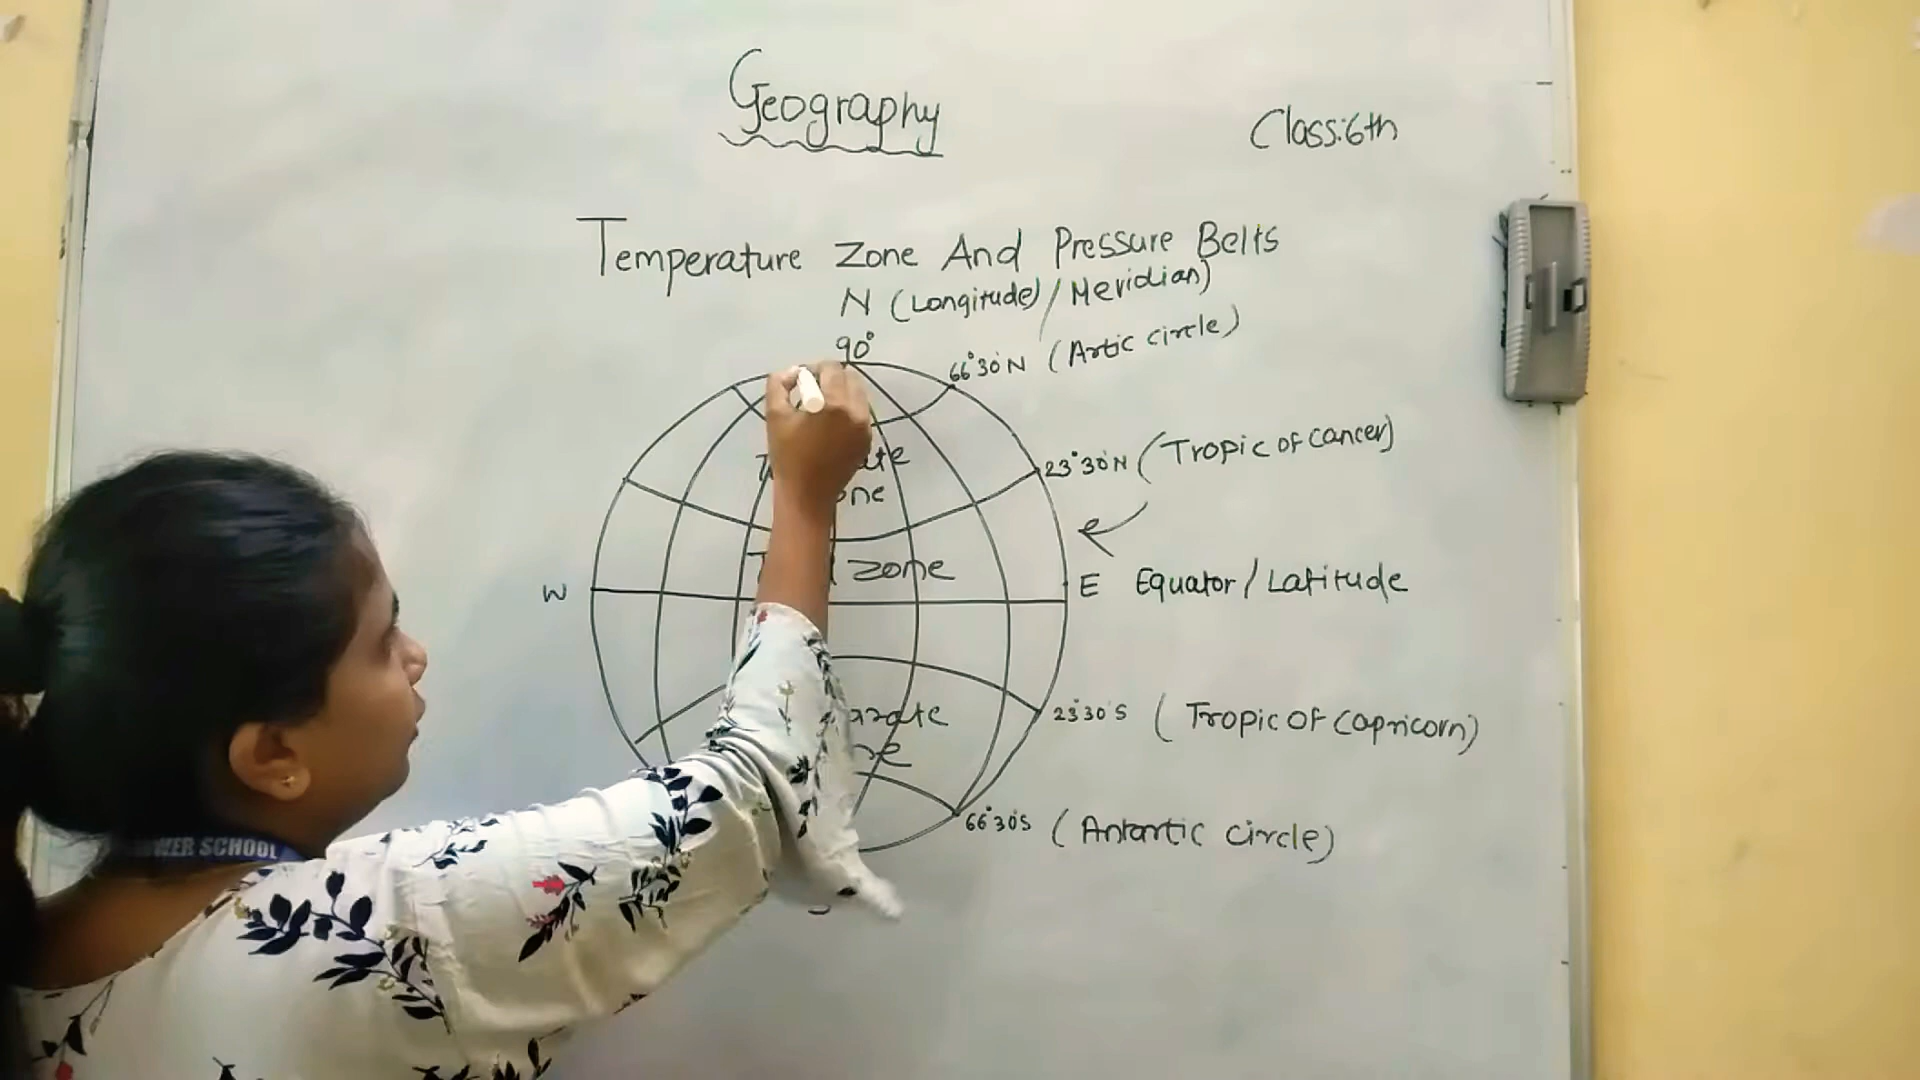 Geography
Class:6th
Temperature Zone And Pressure Belts
N (Longitude) / Meridian)
90°
66°30'N (Artic circle)
23°30'N (Tropic of Cancer)
zone
W
E Equator / Latitude
23°30'S (Tropic of Capricorn)
66°30'S (Antartic circle)
SCHOOL